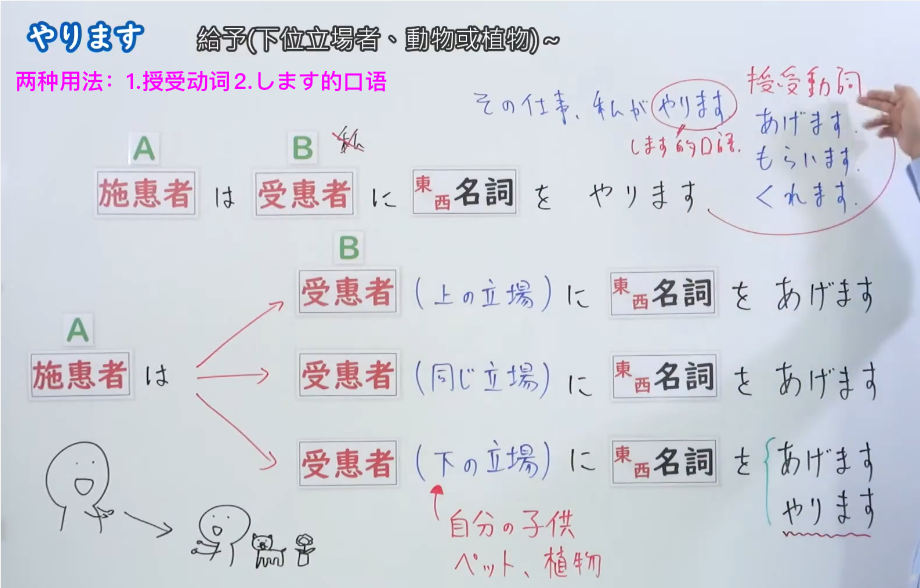 やります
給予(下位立場者、動物或植物)~
两种用法：1.授受动词2.します的口语
その仕事、私がやります
します的口語.
授受動詞
あげます.
もらいます.
くれます.
A
B 私
施惠者 は 受惠者 に 東西名詞 を やります
B
受惠者 (上の立場) に 東西名詞 を あげます
A
施惠者 は
受惠者 (同じ立場) に 東西名詞 を あげます
受惠者 (下の立場) に 東西名詞 を あげます
やります
自分の子供
ペット、植物